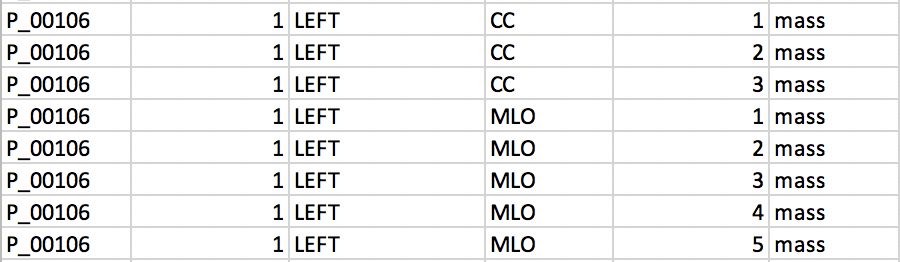 P_00106 1 LEFT CC 1 mass
P_00106 1 LEFT CC 2 mass
P_00106 1 LEFT CC 3 mass
P_00106 1 LEFT MLO 1 mass
P_00106 1 LEFT MLO 2 mass
P_00106 1 LEFT MLO 3 mass
P_00106 1 LEFT MLO 4 mass
P_00106 1 LEFT MLO 5 mass